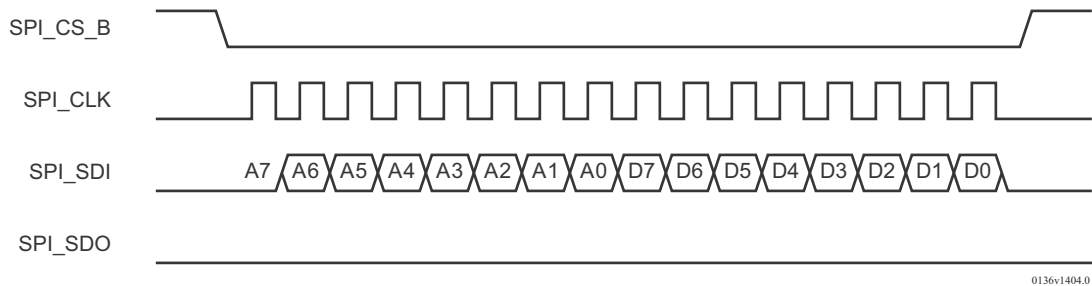 SPI_CS_B
SPI_CLK
SPI_SDI A7 A6 A5 A4 A3 A2 A1 A0 D7 D6 D5 D4 D3 D2 D1 D0
SPI_SDO
0136v1404.0